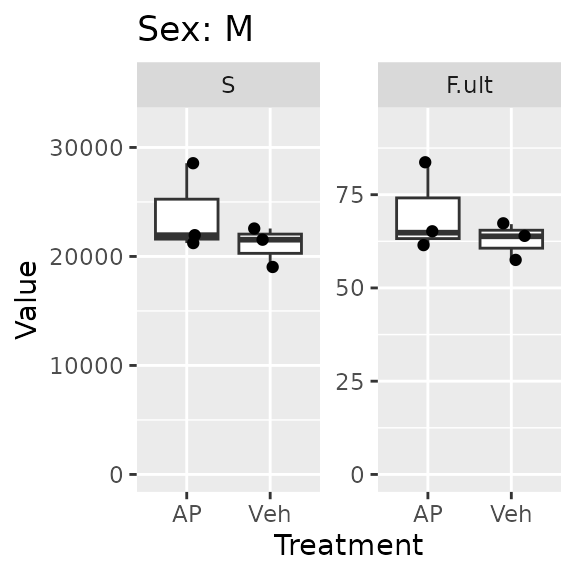 Sex: M
S
F.ult
Value
30000
20000
10000
0
75
50
25
0
AP
Veh
AP
Veh
Treatment